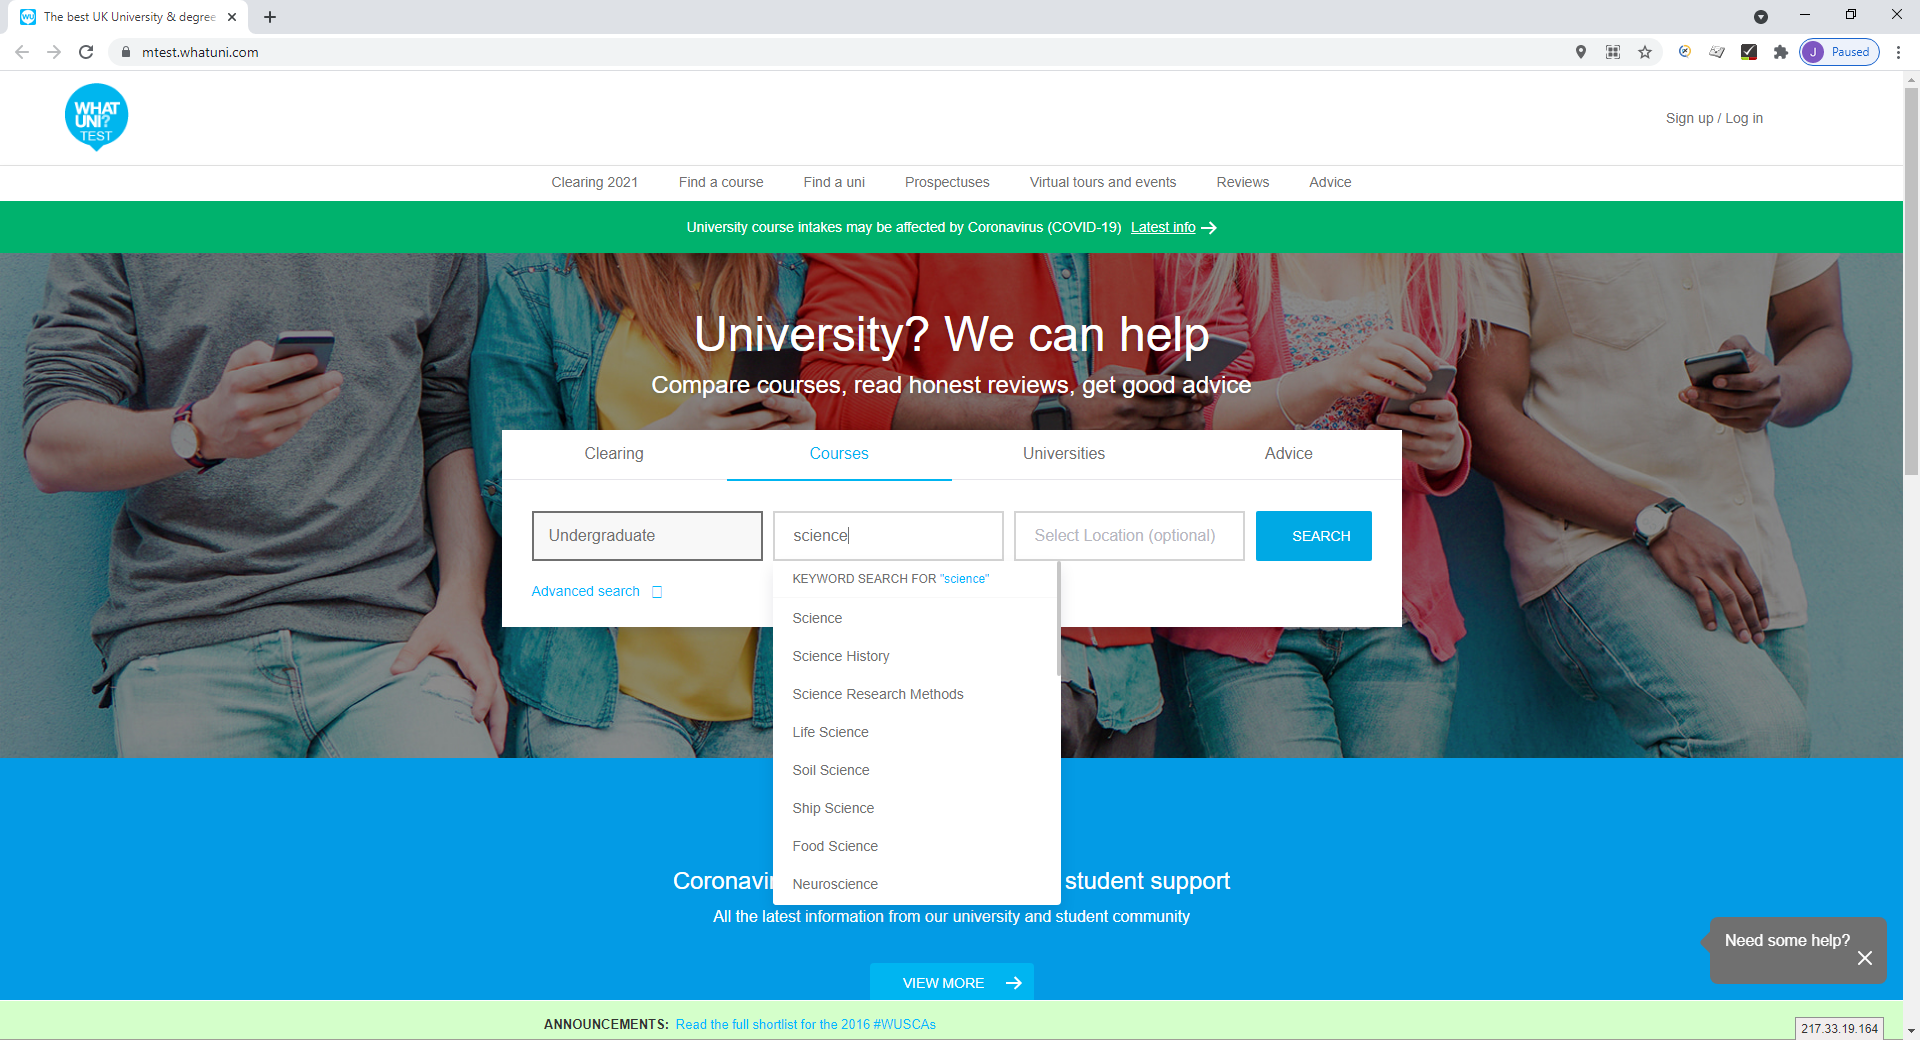 The best UK University & degree
mtest.whatuni.com
J Paused
WHAT
UNI?
TEST
Sign up / Log in
Clearing 2021 Find a course Find a uni Prospectuses Virtual tours and events Reviews Advice
University course intakes may be affected by Coronavirus (COVID-19) Latest info
University? We can help
Compare courses, read honest reviews, get good advice
Clearing Courses Universities Advice
Undergraduate science Select Location (optional) SEARCH
Advanced search
KEYWORD SEARCH FOR "science"
Science
Science History
Science Research Methods
Life Science
Soil Science
Ship Science
Food Science
Neuroscience
student support
All the latest information from our university and student community
VIEW MORE
Need some help?
ANNOUNCEMENTS: Read the full shortlist for the 2016 #WUSCAs
217.33.19.164